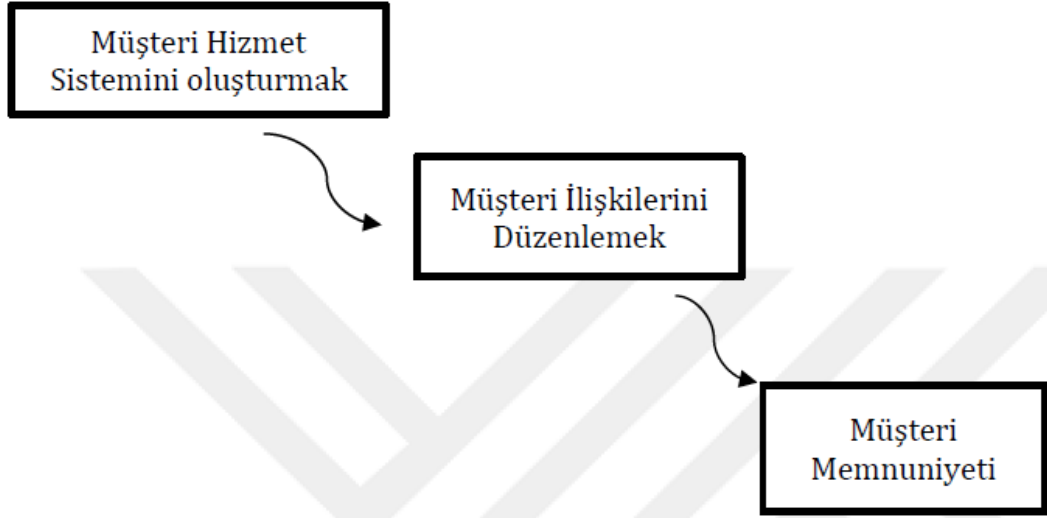 Müşteri Hizmet
Sistemini oluşturmak
Müşteri İlişkilerini
Düzenlemek
Müşteri
Memnuniyeti